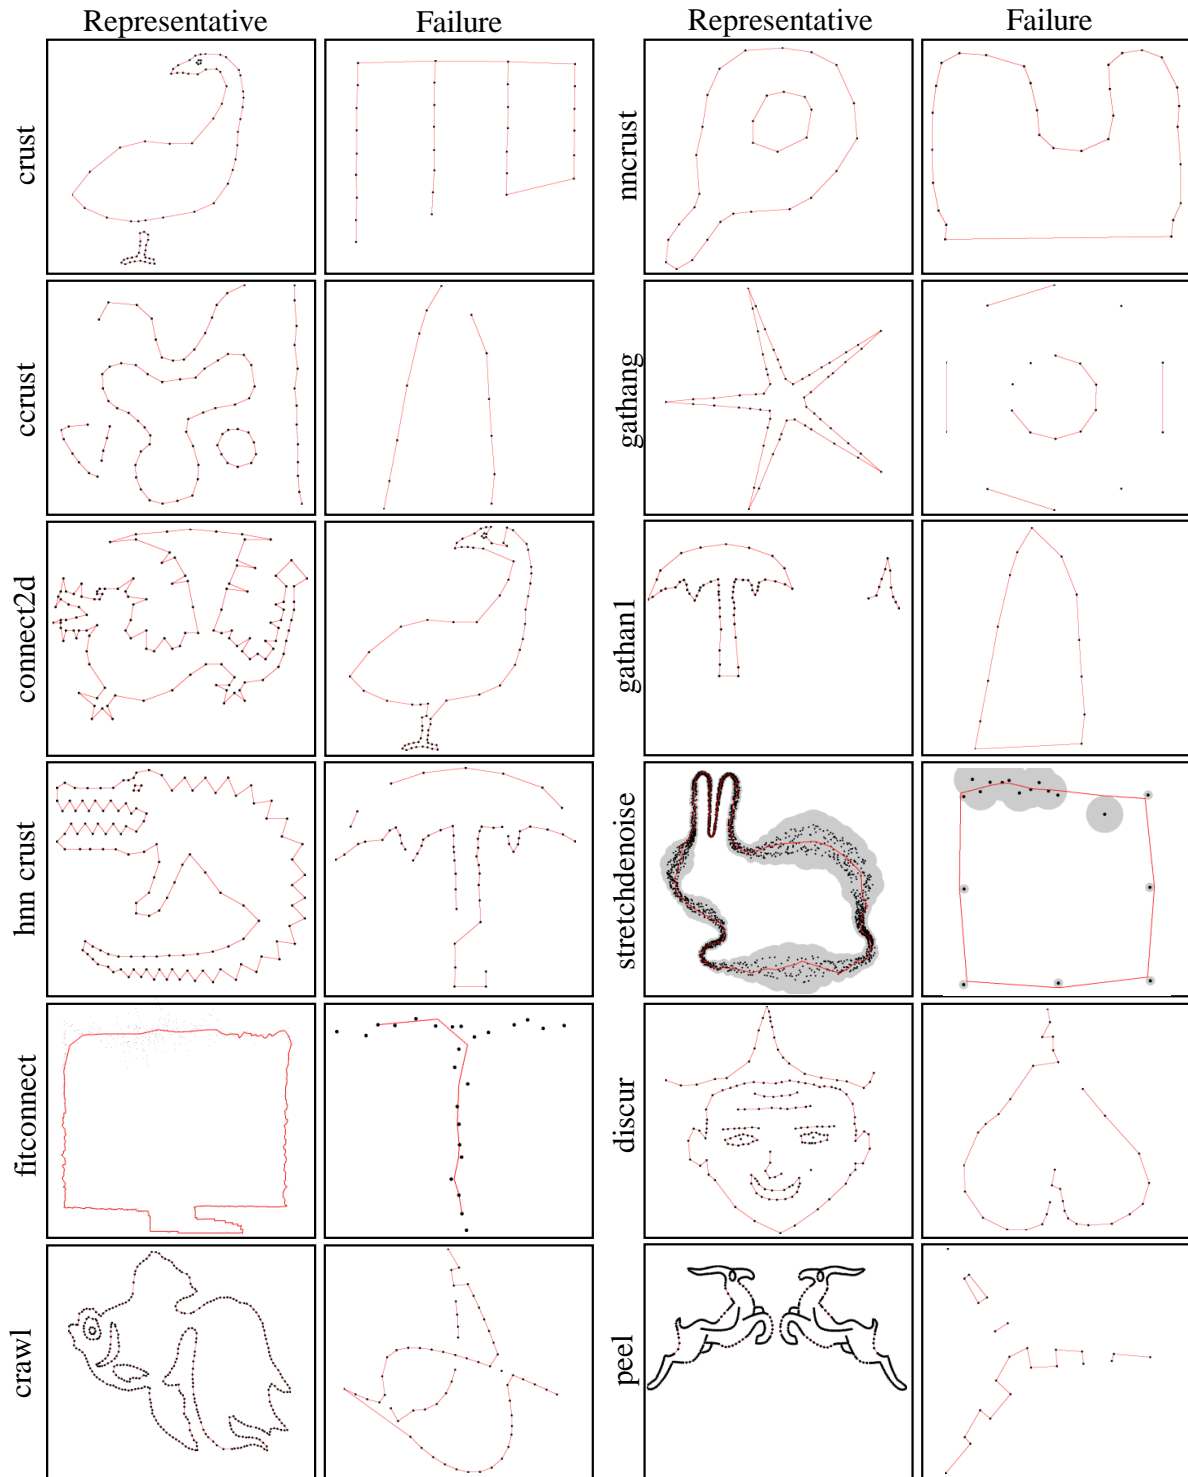 Representative
Failure
Representative
Failure
crust
nncrust
ccrust
gathang
connect2d
gathan1
hnn crust
stretchdenoise
fitconnect
discur
crawl
peel